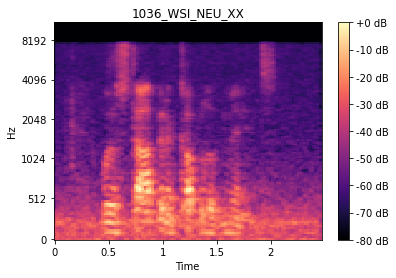 1036_WSI_NEU_XX
+0 dB
8192
-10 dB
4096
-20 dB
-30 dB
2048
Hz
-40 dB
1024
-50 dB
512
-60 dB
-70 dB
0
-80 dB
0
0.5
1
1.5
2
Time